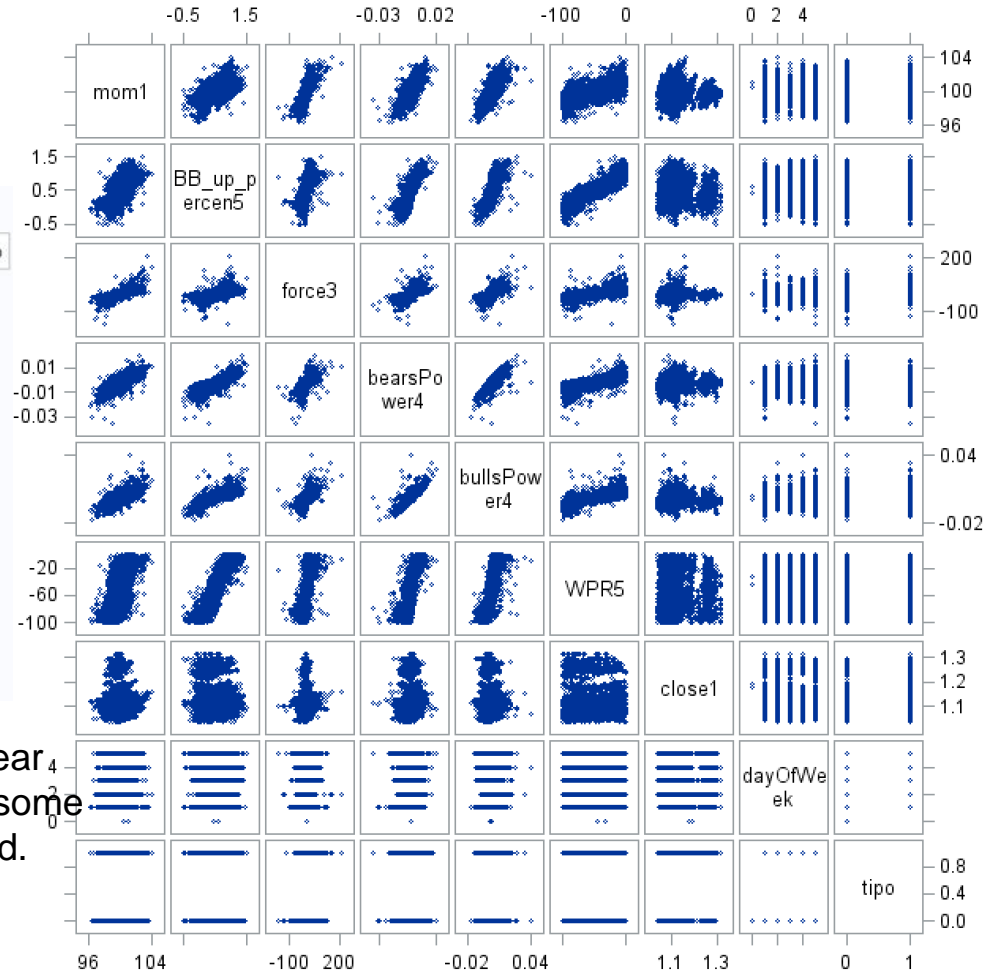 -0.5 1.5 -0.03 0.02 -100 0 0 2 4
mom1 104
100
96
1.5
0.5
-0.5
BB_up_p
ercen5
force3 200
-100
0.01
-0.01
-0.03
bearsPo
wer4
bullsPow
er4
0.04
-0.02
-20
-60
-100
WPR5
close1 1.3
1.2
1.1
ear
some
d.
4
2
0
dayOfWe
ek
tipo 0.8
0.4
0.0
96 104 -100 200 -0.02 0.04 1.1 1.3 0 1